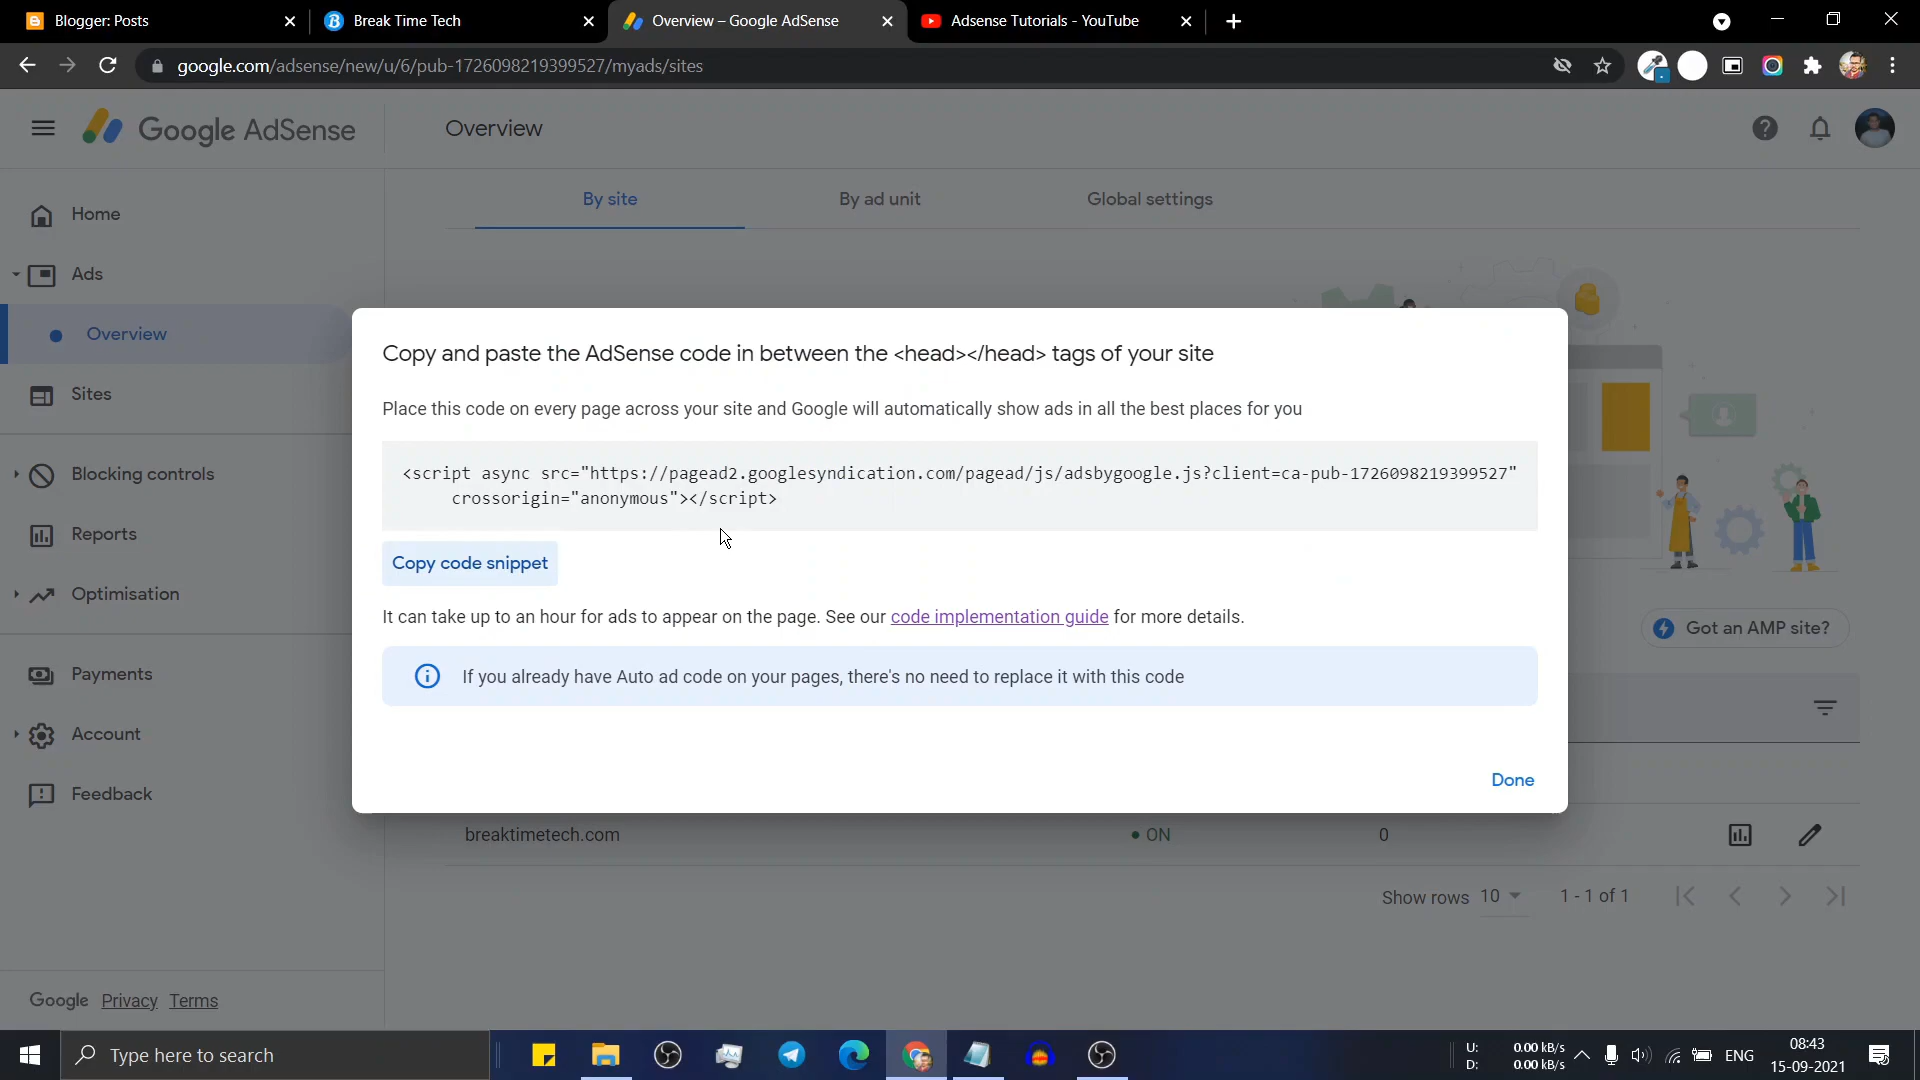 Blogger: Posts
Break Time Tech
Overview – Google AdSense
Adsense Tutorials - YouTube
google.com/adsense/new/u/6/pub-1726098219399527/myads/sites
Google AdSense
Overview
Home
Ads
Overview
Sites
Blocking controls
Reports
Optimisation
Payments
Account
Feedback
Google Privacy Terms
By site
By ad unit
Global settings
Copy and paste the AdSense code in between the <head></head> tags of your site
Place this code on every page across your site and Google will automatically show ads in all the best places for you
<script async src="https://pagead2.googlesyndication.com/pagead/js/adsbygoogle.js?client=ca-pub-1726098219399527"
crossorigin="anonymous"></script>
Copy code snippet
It can take up to an hour for ads to appear on the page. See our code implementation guide for more details.
If you already have Auto ad code on your pages, there's no need to replace it with this code
Done
Got an AMP site?
breaktimetech.com
ON
0
Show rows 10
1 - 1 of 1
Type here to search
U: 0.00 kB/s
D: 0.00 kB/s
ENG
08:43
15-09-2021